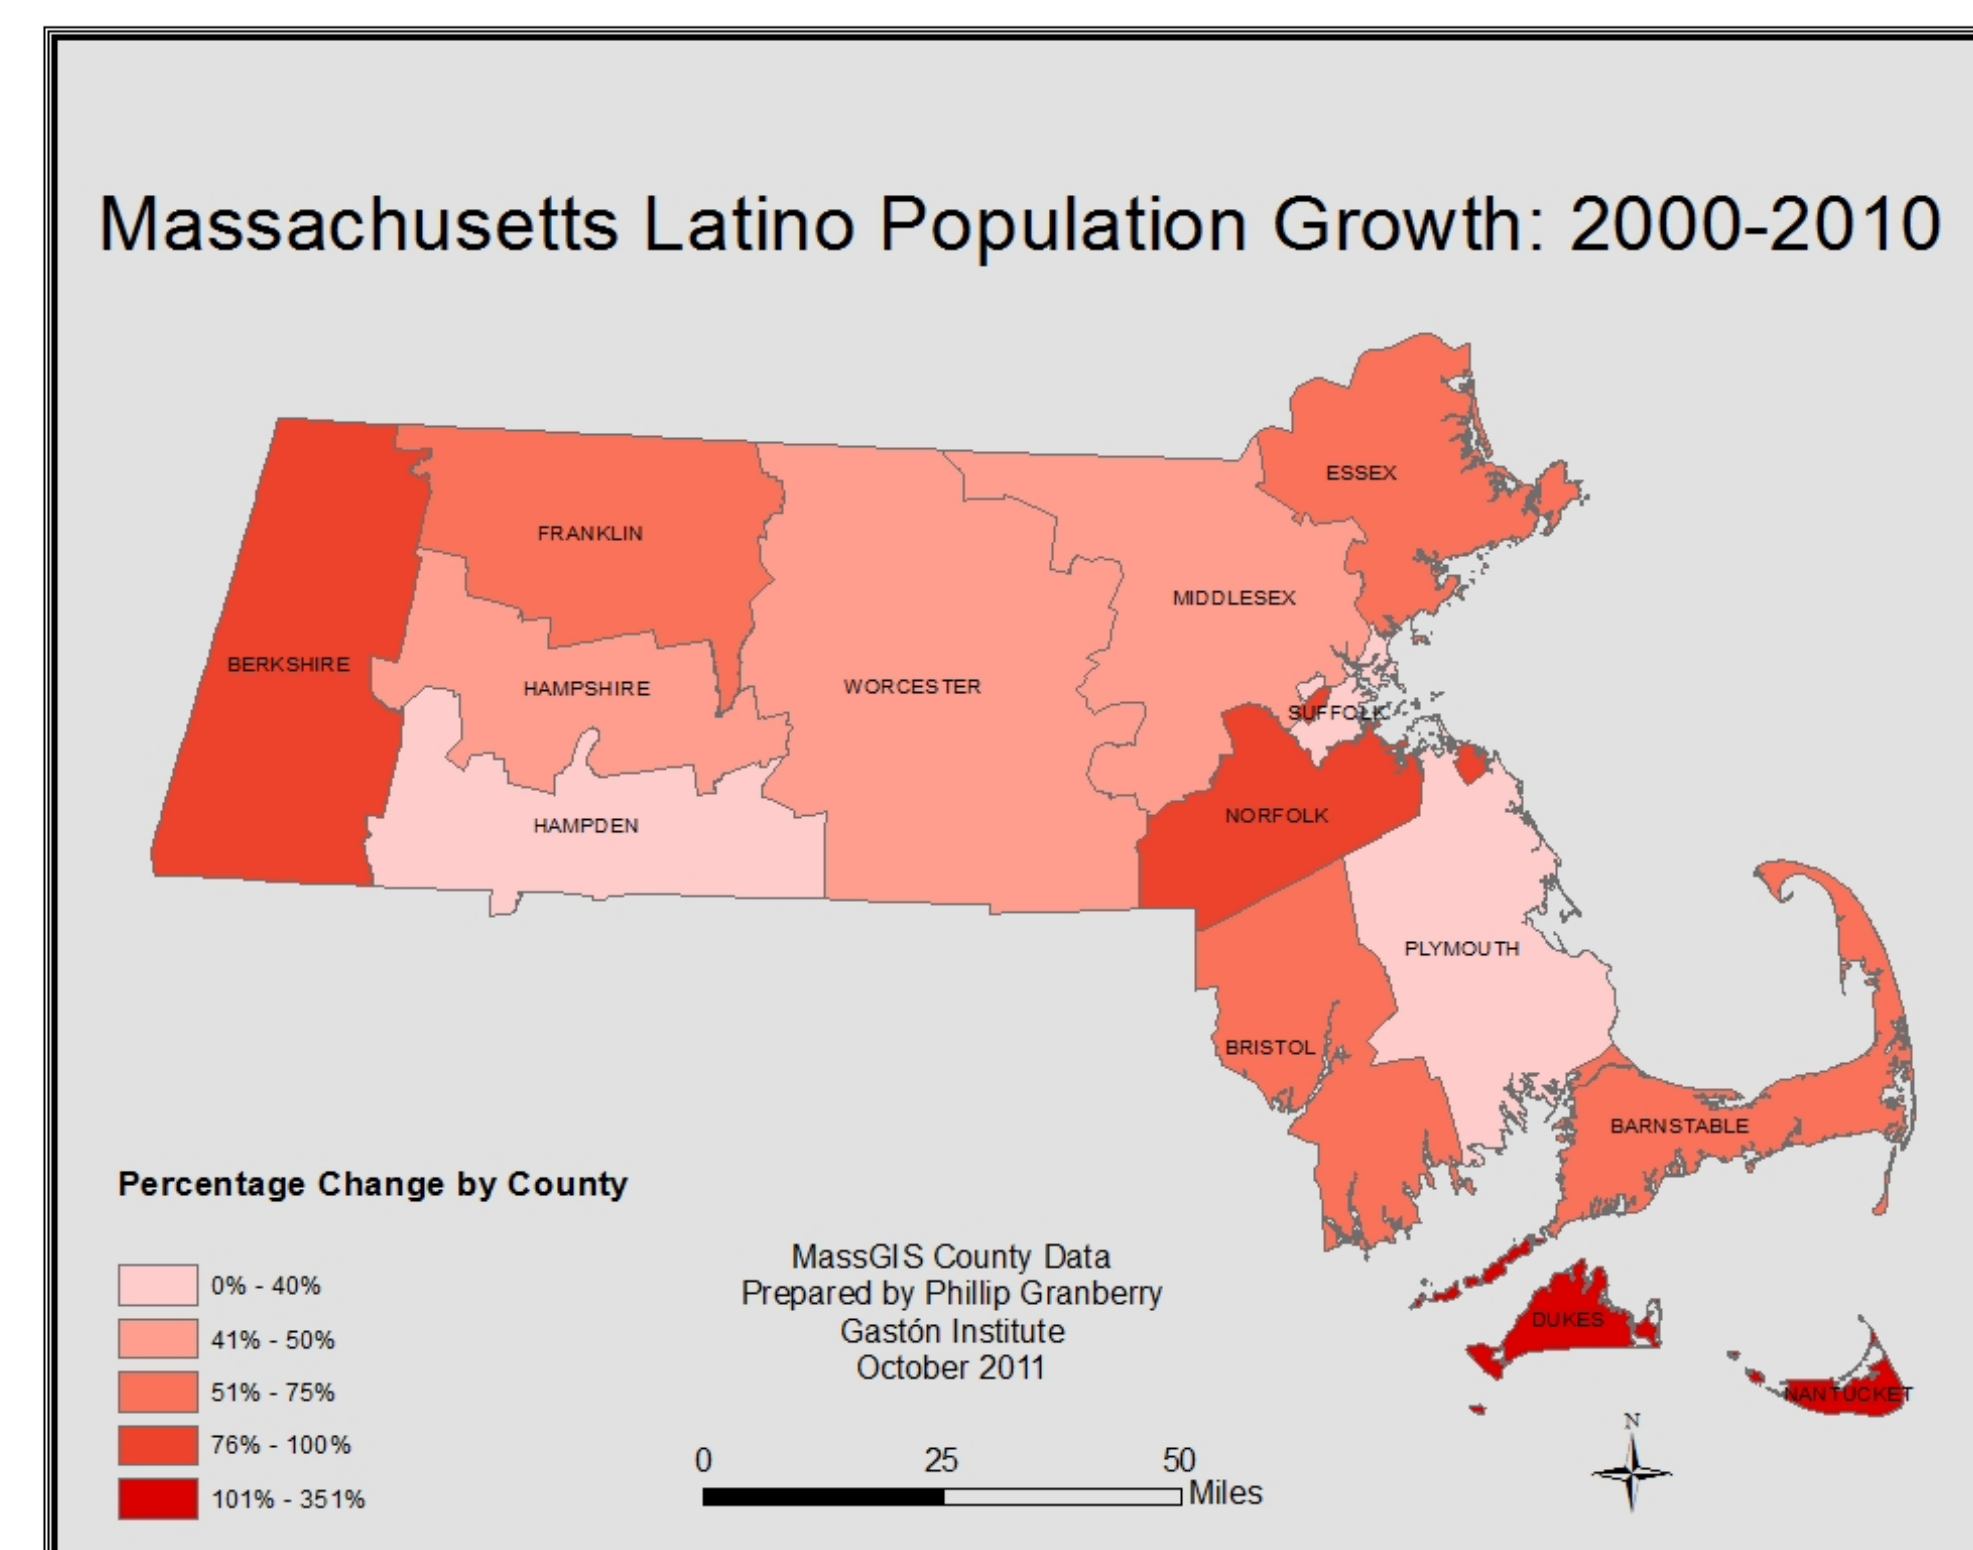 Massachusetts Latino Population Growth: 2000-2010
ESSEX
FRANKLIN
MIDDLESEX
BERKSHIRE
HAMPSHIRE
WORCESTER
SUFFOLK
NORFOLK
HAMPDEN
PLYMOUTH
BRISTOL
BARNSTABLE
DUKES
NANTUCKET
Percentage Change by County
0% - 40%
41% - 50%
51% - 75%
76% - 100%
101% - 351%
MassGIS County Data
Prepared by Phillip Granberry
Gastón Institute
October 2011
0 25 50
Miles
N